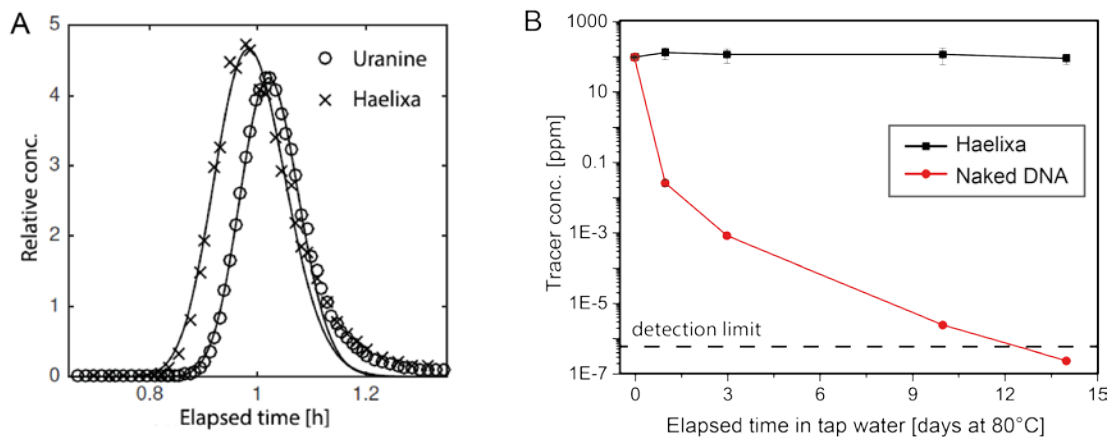 A
5
4
3
2
1
0
Relative conc.
Uranine
Haelixa
0.8
1
1.2
Elapsed time [h]
B
1000
10
0.1
1E-3
1E-5
1E-7
Tracer conc. [ppm]
Haelixa
Naked DNA
detection limit
0
3
6
9
12
15
Elapsed time in tap water [days at 80°C]